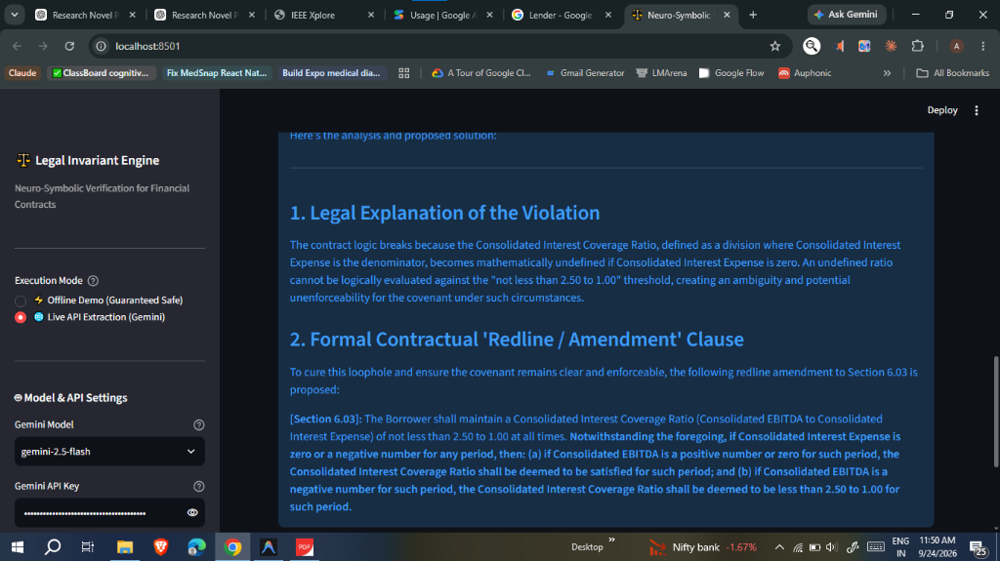 Research Novel P
Research Novel P
IEEE Xplore
Usage | Google A
Lender - Google
Neuro-Symbolic
Ask Gemini
localhost:8501
A
Claude
ClassBoard cognitiv...
Fix MedSnap React Nat...
Build Expo medical dia...
A Tour of Google Cl...
Gmail Generator
LMArena
Google Flow
Auphonic
»
All Bookmarks
Deploy
Legal Invariant Engine
Neuro-Symbolic Verification for Financial
Contracts
Execution Mode
Offline Demo (Guaranteed Safe)
Live API Extraction (Gemini)
Model & API Settings
Gemini Model
gemini-2.5-flash
Gemini API Key
Here's the analysis and proposed solution:
1. Legal Explanation of the Violation
The contract logic breaks because the Consolidated Interest Coverage Ratio, defined as a division where Consolidated Interest
Expense is the denominator, becomes mathematically undefined if Consolidated Interest Expense is zero. An undefined ratio
cannot be logically evaluated against the "not less than 2.50 to 1.00" threshold, creating an ambiguity and potential
unenforceability for the covenant under such circumstances.
2. Formal Contractual 'Redline / Amendment' Clause
To cure this loophole and ensure the covenant remains clear and enforceable, the following redline amendment to Section 6.03 is
proposed:
[Section 6.03]: The Borrower shall maintain a Consolidated Interest Coverage Ratio (Consolidated EBITDA to Consolidated
Interest Expense) of not less than 2.50 to 1.00 at all times. Notwithstanding the foregoing, if Consolidated Interest Expense is
zero or a negative number for any period, then: (a) if Consolidated EBITDA is a positive number or zero for such period, the
Consolidated Interest Coverage Ratio shall be deemed to be satisfied for such period; and (b) if Consolidated EBITDA is a
negative number for such period, the Consolidated Interest Coverage Ratio shall be deemed to be less than 2.50 to 1.00 for
such period.
PDF
Desktop
»
Nifty bank -1.67%
ENG
IN
11:50 AM
9/24/2026
25